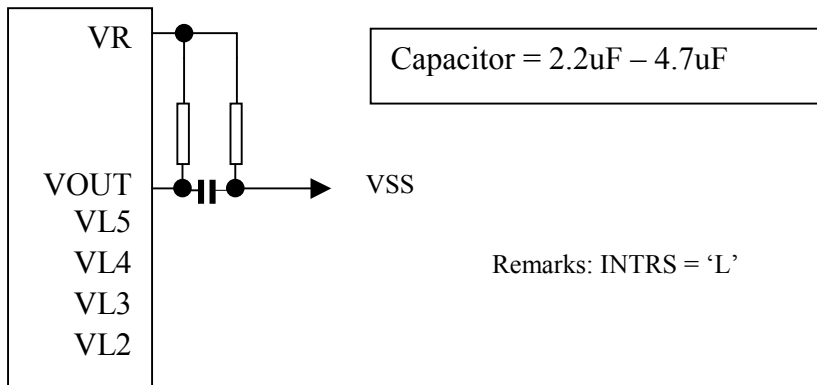 VR
Capacitor = 2.2uF – 4.7uF
VOUT
VSS
VL5
VL4
Remarks: INTRS = ‘L’
VL3
VL2